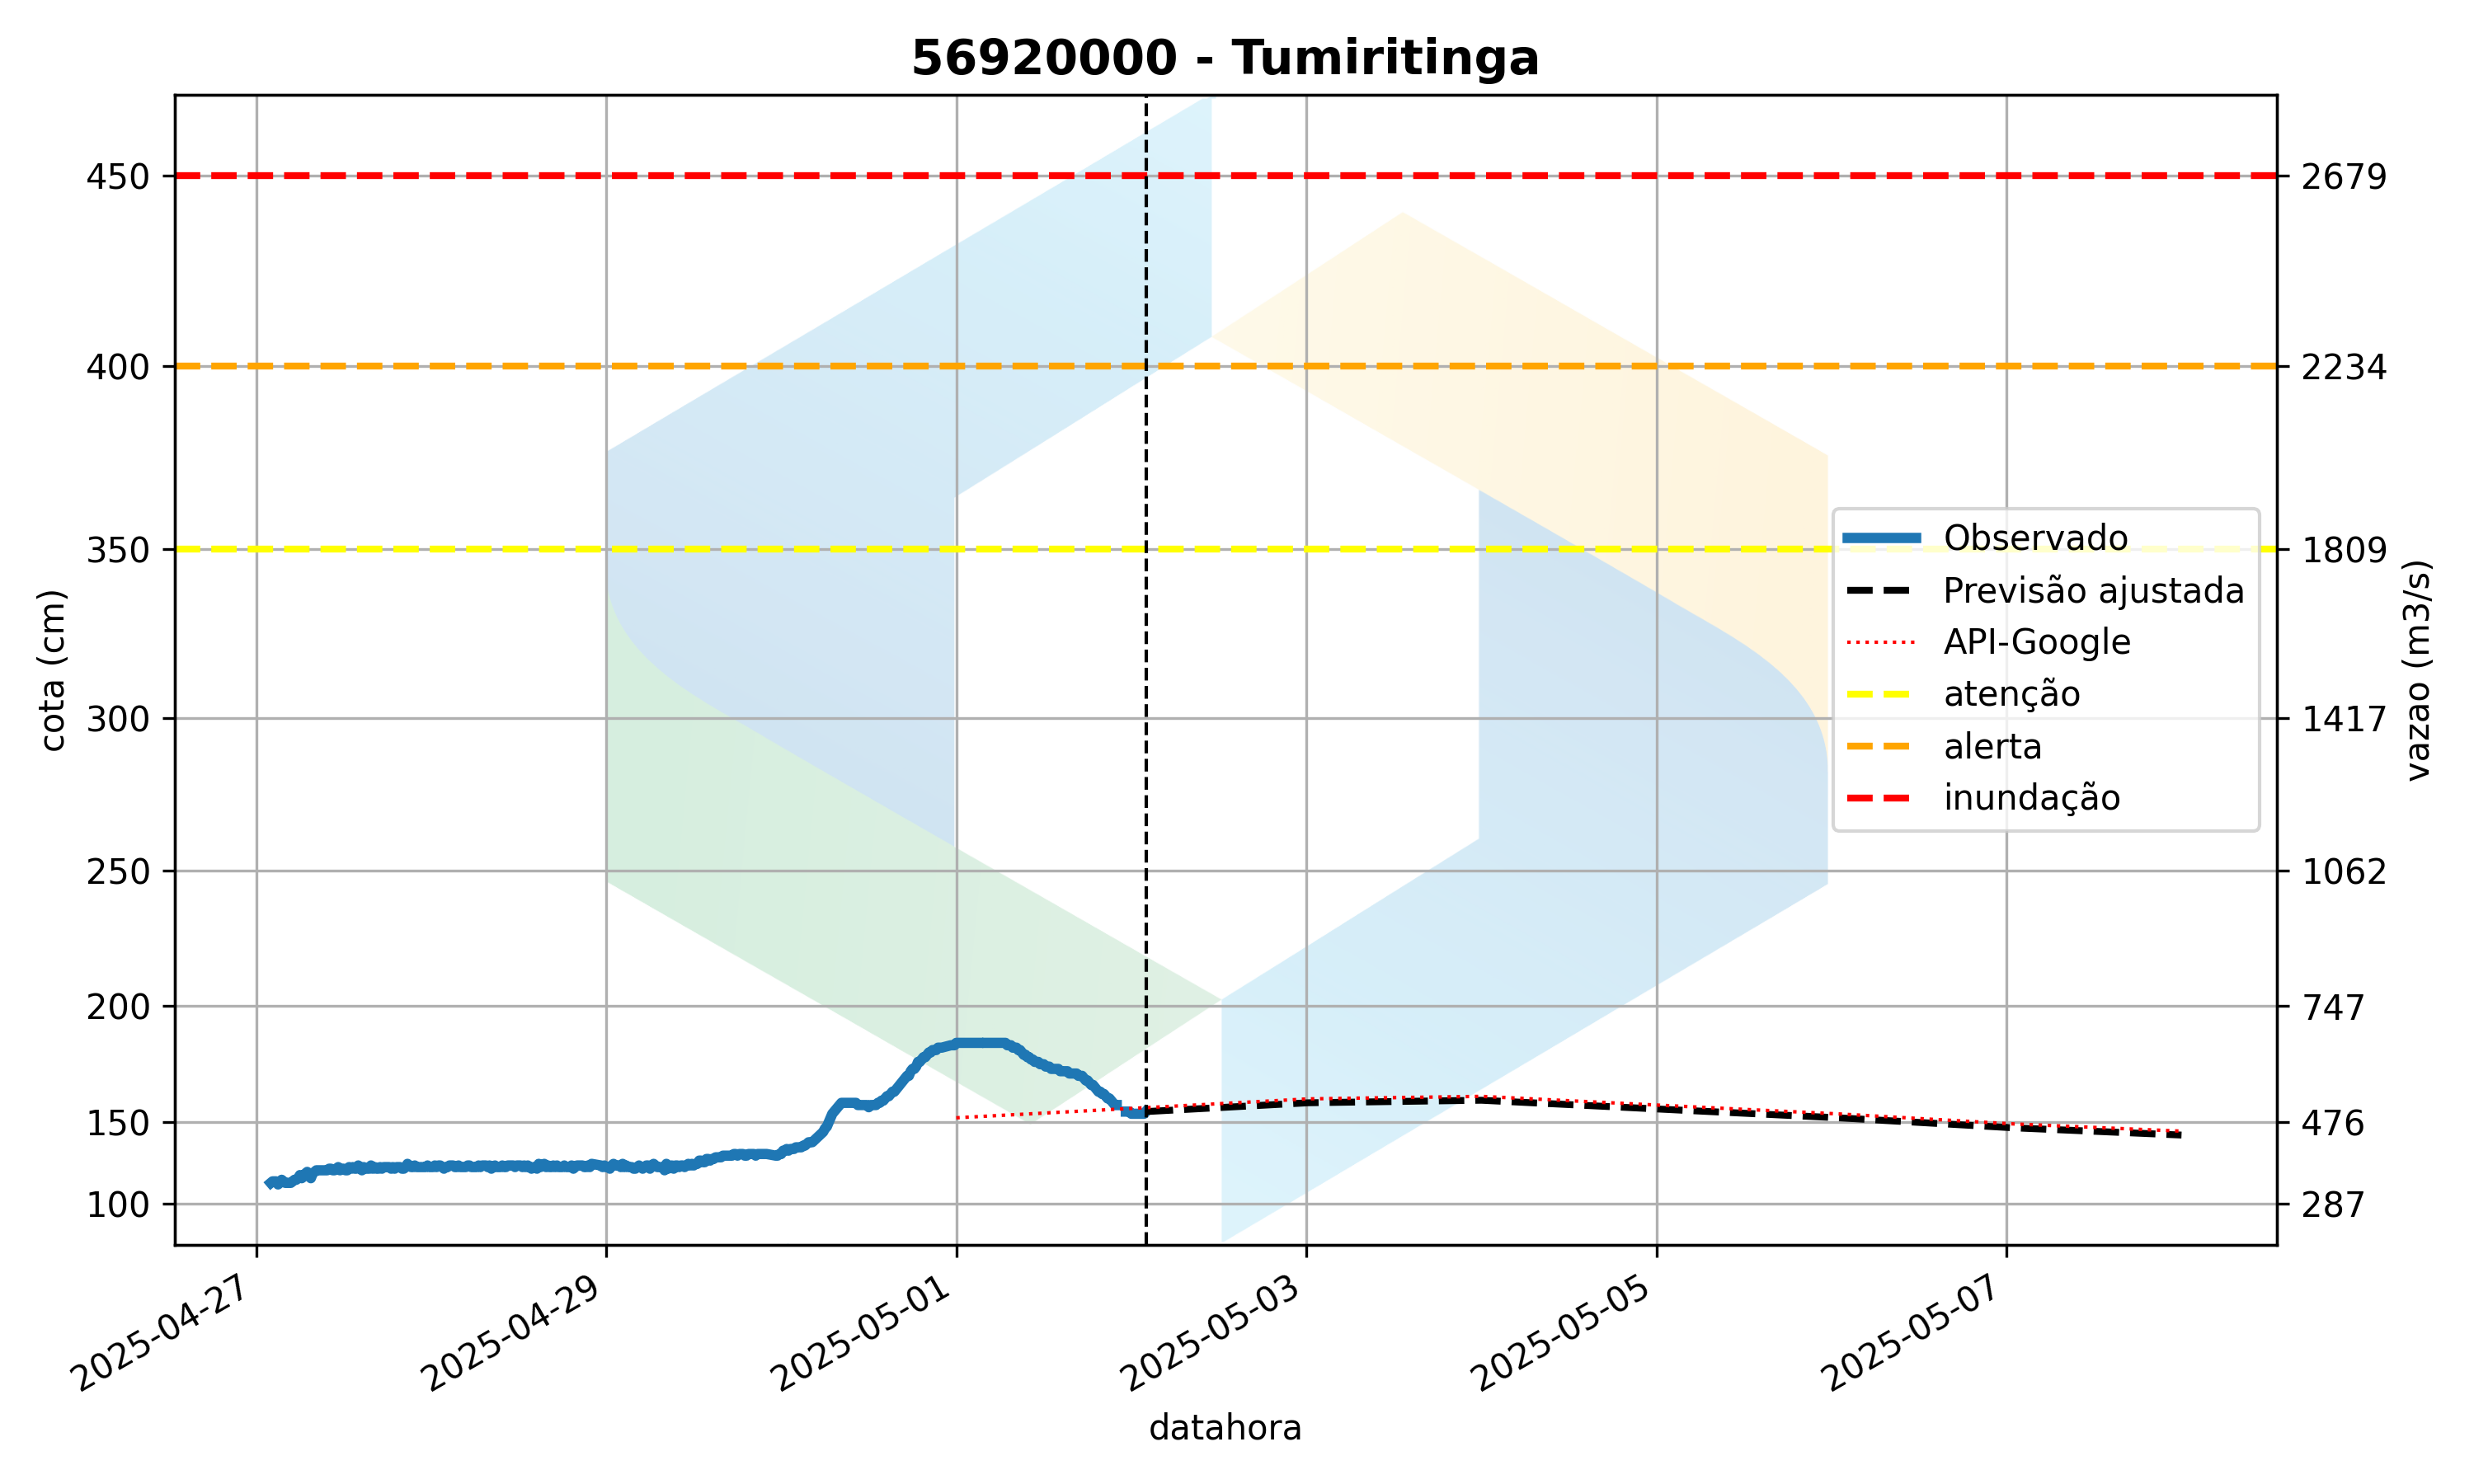 56920000 - Tumiritinga
450
400
350
300
250
200
150
100
cota (cm)
2679
2234
1809
1417
1062
747
476
287
vazao (m3/s)
Observado
Previsão ajustada
API-Google
atenção
alerta
inundação
2025-04-27
2025-04-29
2025-05-01
2025-05-03
2025-05-05
2025-05-07
datahora